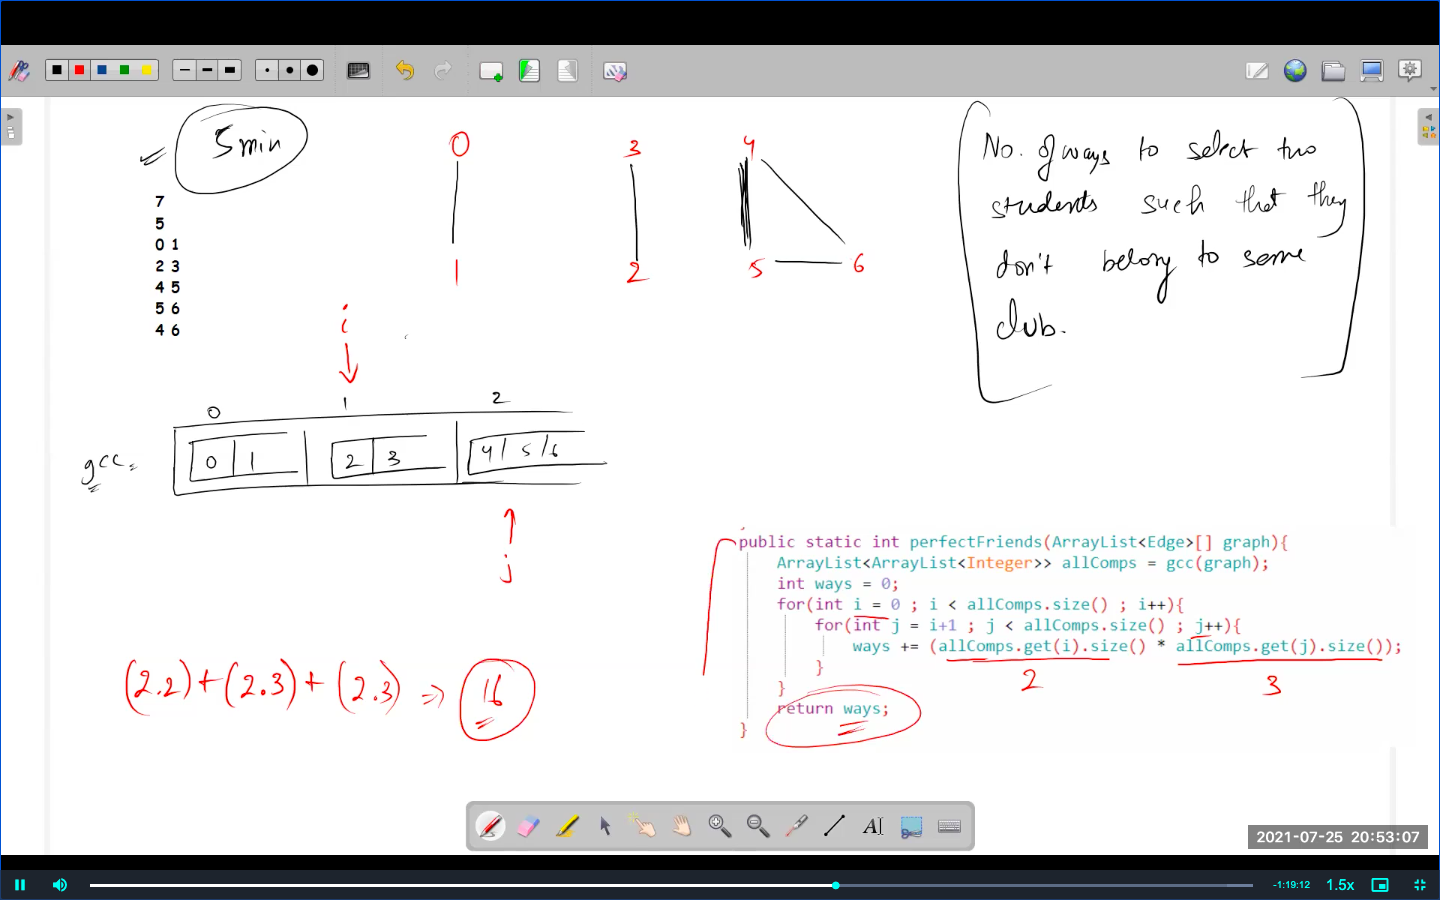 5 min
7
5
0 1
2 3
4 5
5 6
4 6
0
1
3
2
4
5 6
No. of ways to select two
students such that they
don't belong to same
club.
i
0 1 2
gcc =
0 1 2 3 4 5 6
j
public static int perfectFriends(ArrayList<Edge>[] graph){
ArrayList<ArrayList<Integer>> allComps = gcc(graph);
int ways = 0;
for(int i = 0 ; i < allComps.size() ; i++){
for(int j = i+1 ; j < allComps.size() ; j++){
ways += (allComps.get(i).size() * allComps.get(j).size());
}
2 3
}
return ways;
}
(2.2) + (2.3) + (2.3) => 16
AI
2021-07-25 20:53:07
-1:19:12 1.5x